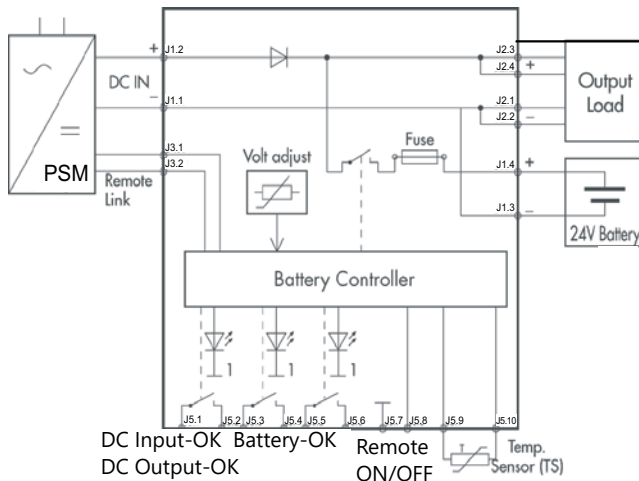 + J1.2
DC IN
− J1.1
J3.1
J3.2
PSM
Remote
Link
Volt adjust
Fuse
J2.3
J2.4 +
J2.1
J2.2 −
Output
Load
J1.4 +
J1.3 −
24V Battery
Battery Controller
1 1 1
J5.1 J5.2 J5.3 J5.4 J5.5 J5.6 J5.7 J5.8 J5.9 J5.10
DC Input-OK Battery-OK
DC Output-OK
Remote
ON/OFF
T
Temp.
Sensor (TS)